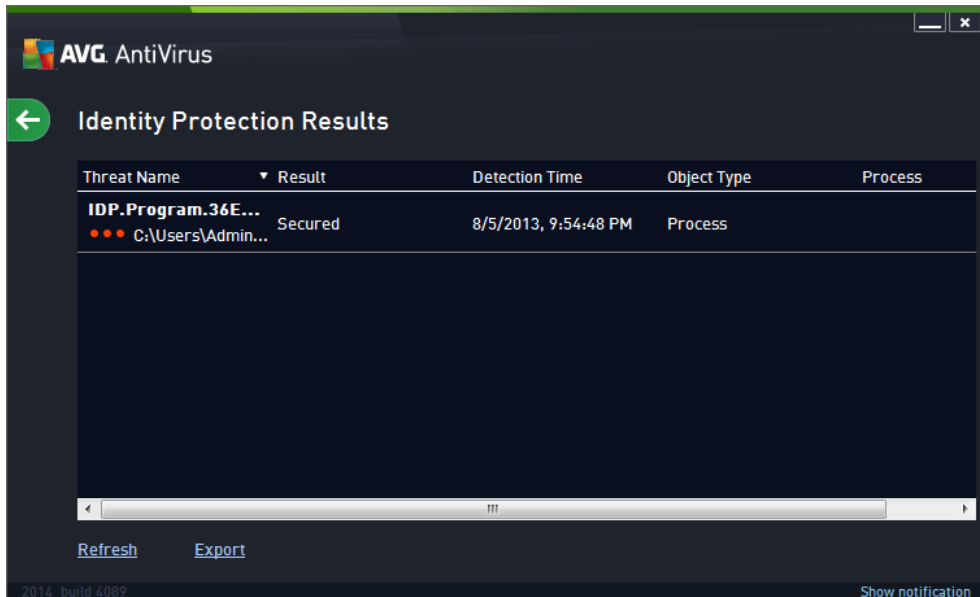 AVG. AntiVirus
Identity Protection Results
Threat Name Result Detection Time Object Type Process
IDP.Program.36E...
C:\Users\Admin... Secured 8/5/2013, 9:54:48 PM Process
Refresh Export
2014 build 4089 Show notification